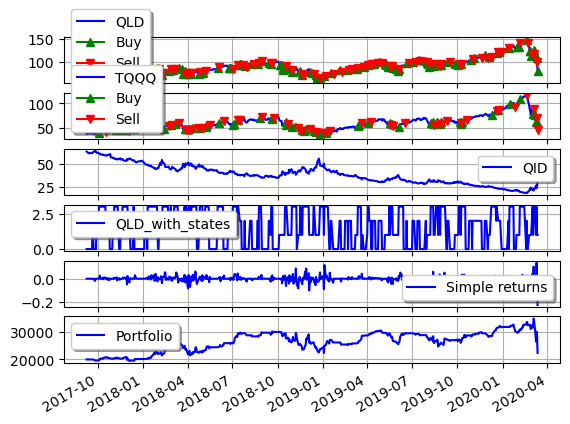 QLD
Buy
Sell
150
100
TQQQ
Buy
Sell
100
50
QID
50
25
QLD_with_states
2.5
0.0
Simple returns
0.0
−0.2
Portfolio
30000
20000
2017-10 2018-01 2018-04 2018-07 2018-10 2019-01 2019-04 2019-07 2019-10 2020-01 2020-04